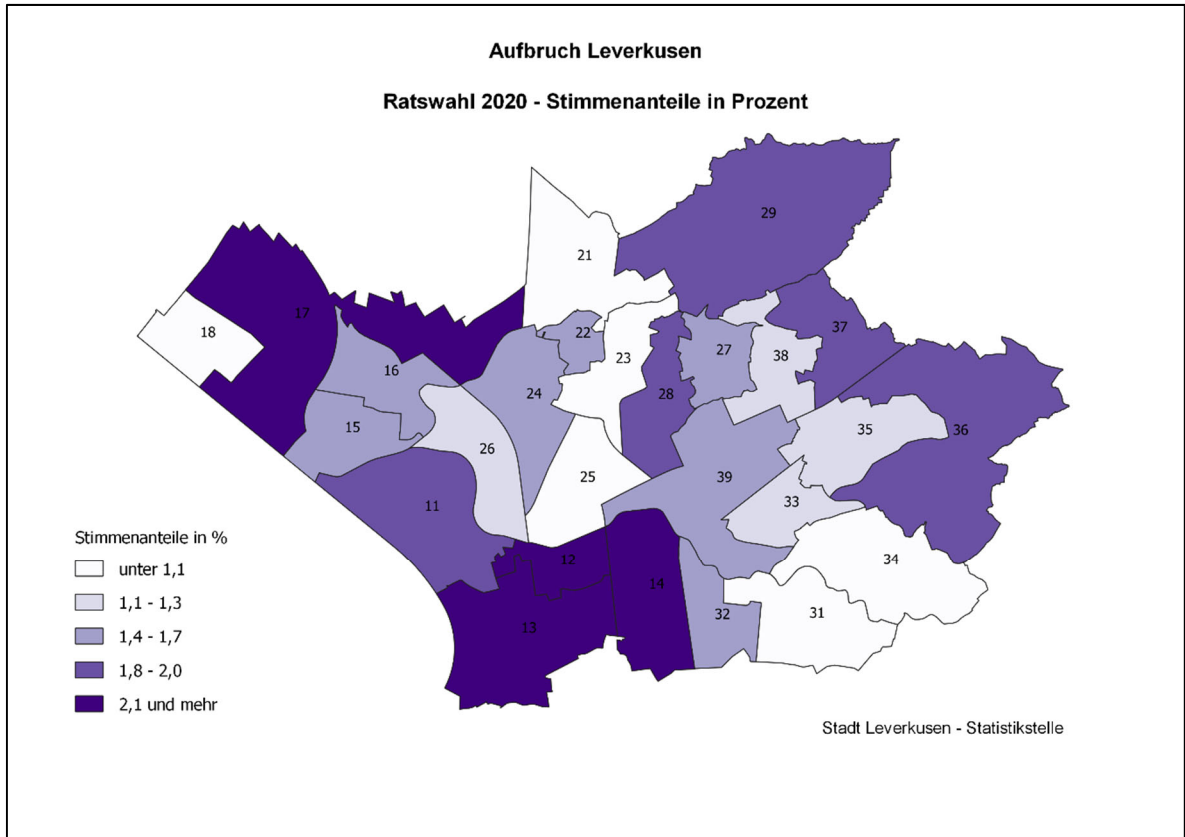 Aufbruch Leverkusen
Ratswahl 2020 - Stimmenanteile in Prozent
29
21
17
18
37
22
23
27
38
16
24
28
15
35
36
26
25
39
11
33
12
34
14
13
32
31
Stimmenanteile in %
unter 1,1
1,1 - 1,3
1,4 - 1,7
1,8 - 2,0
2,1 und mehr
Stadt Leverkusen - Statistikstelle